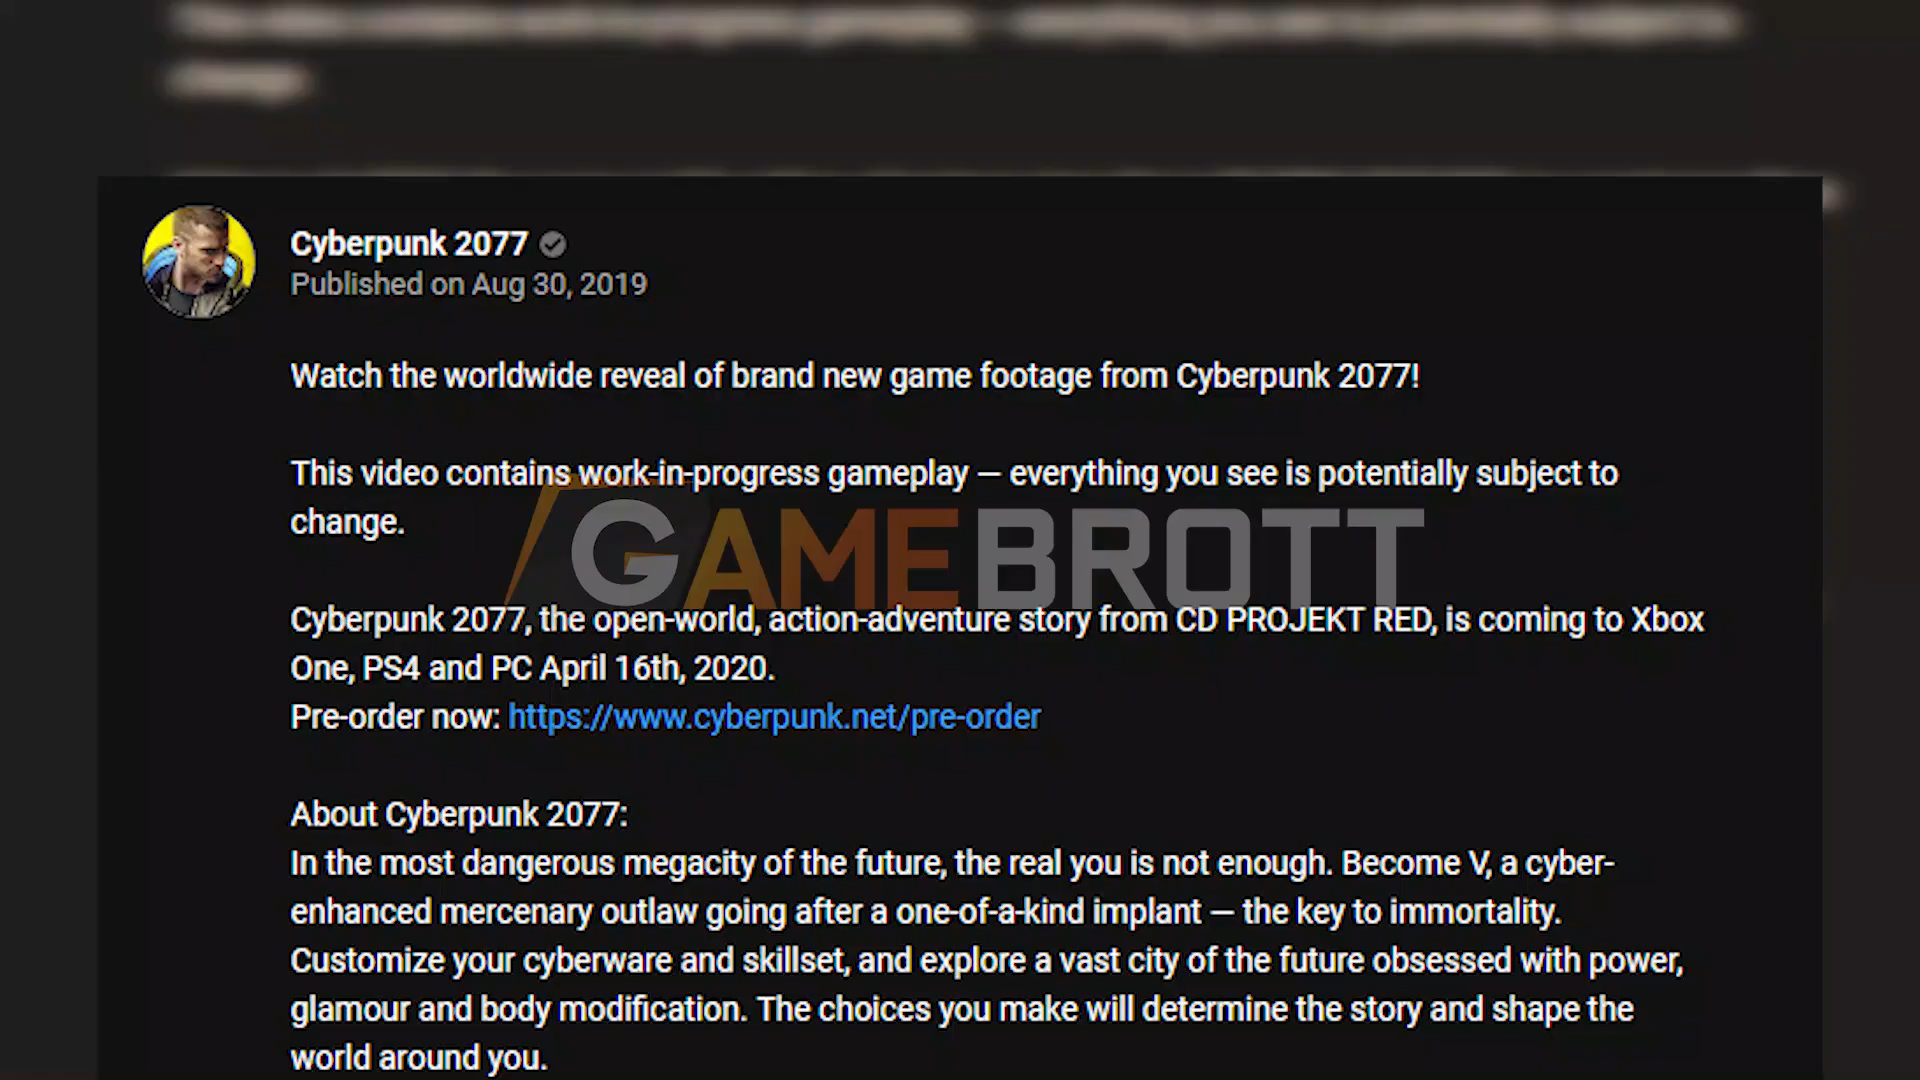 Cyberpunk 2077
Published on Aug 30, 2019
Watch the worldwide reveal of brand new game footage from Cyberpunk 2077!
This video contains work-in-progress gameplay — everything you see is potentially subject to
change.
GAMEBROTT
Cyberpunk 2077, the open-world, action-adventure story from CD PROJEKT RED, is coming to Xbox
One, PS4 and PC April 16th, 2020.
Pre-order now: https://www.cyberpunk.net/pre-order
About Cyberpunk 2077:
In the most dangerous megacity of the future, the real you is not enough. Become V, a cyber-
enhanced mercenary outlaw going after a one-of-a-kind implant — the key to immortality.
Customize your cyberware and skillset, and explore a vast city of the future obsessed with power,
glamour and body modification. The choices you make will determine the story and shape the
world around you.